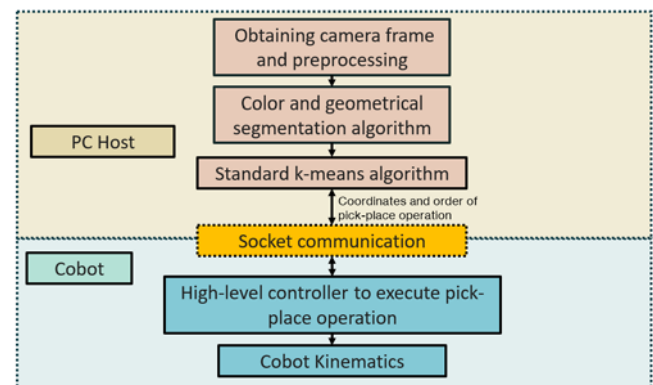 Obtaining camera frame
and preprocessing
Color and geometrical
segmentation algorithm
PC Host
Standard k-means algorithm
Coordinates and order of
pick-place operation
Socket communication
Cobot
High-level controller to execute pick-
place operation
Cobot Kinematics